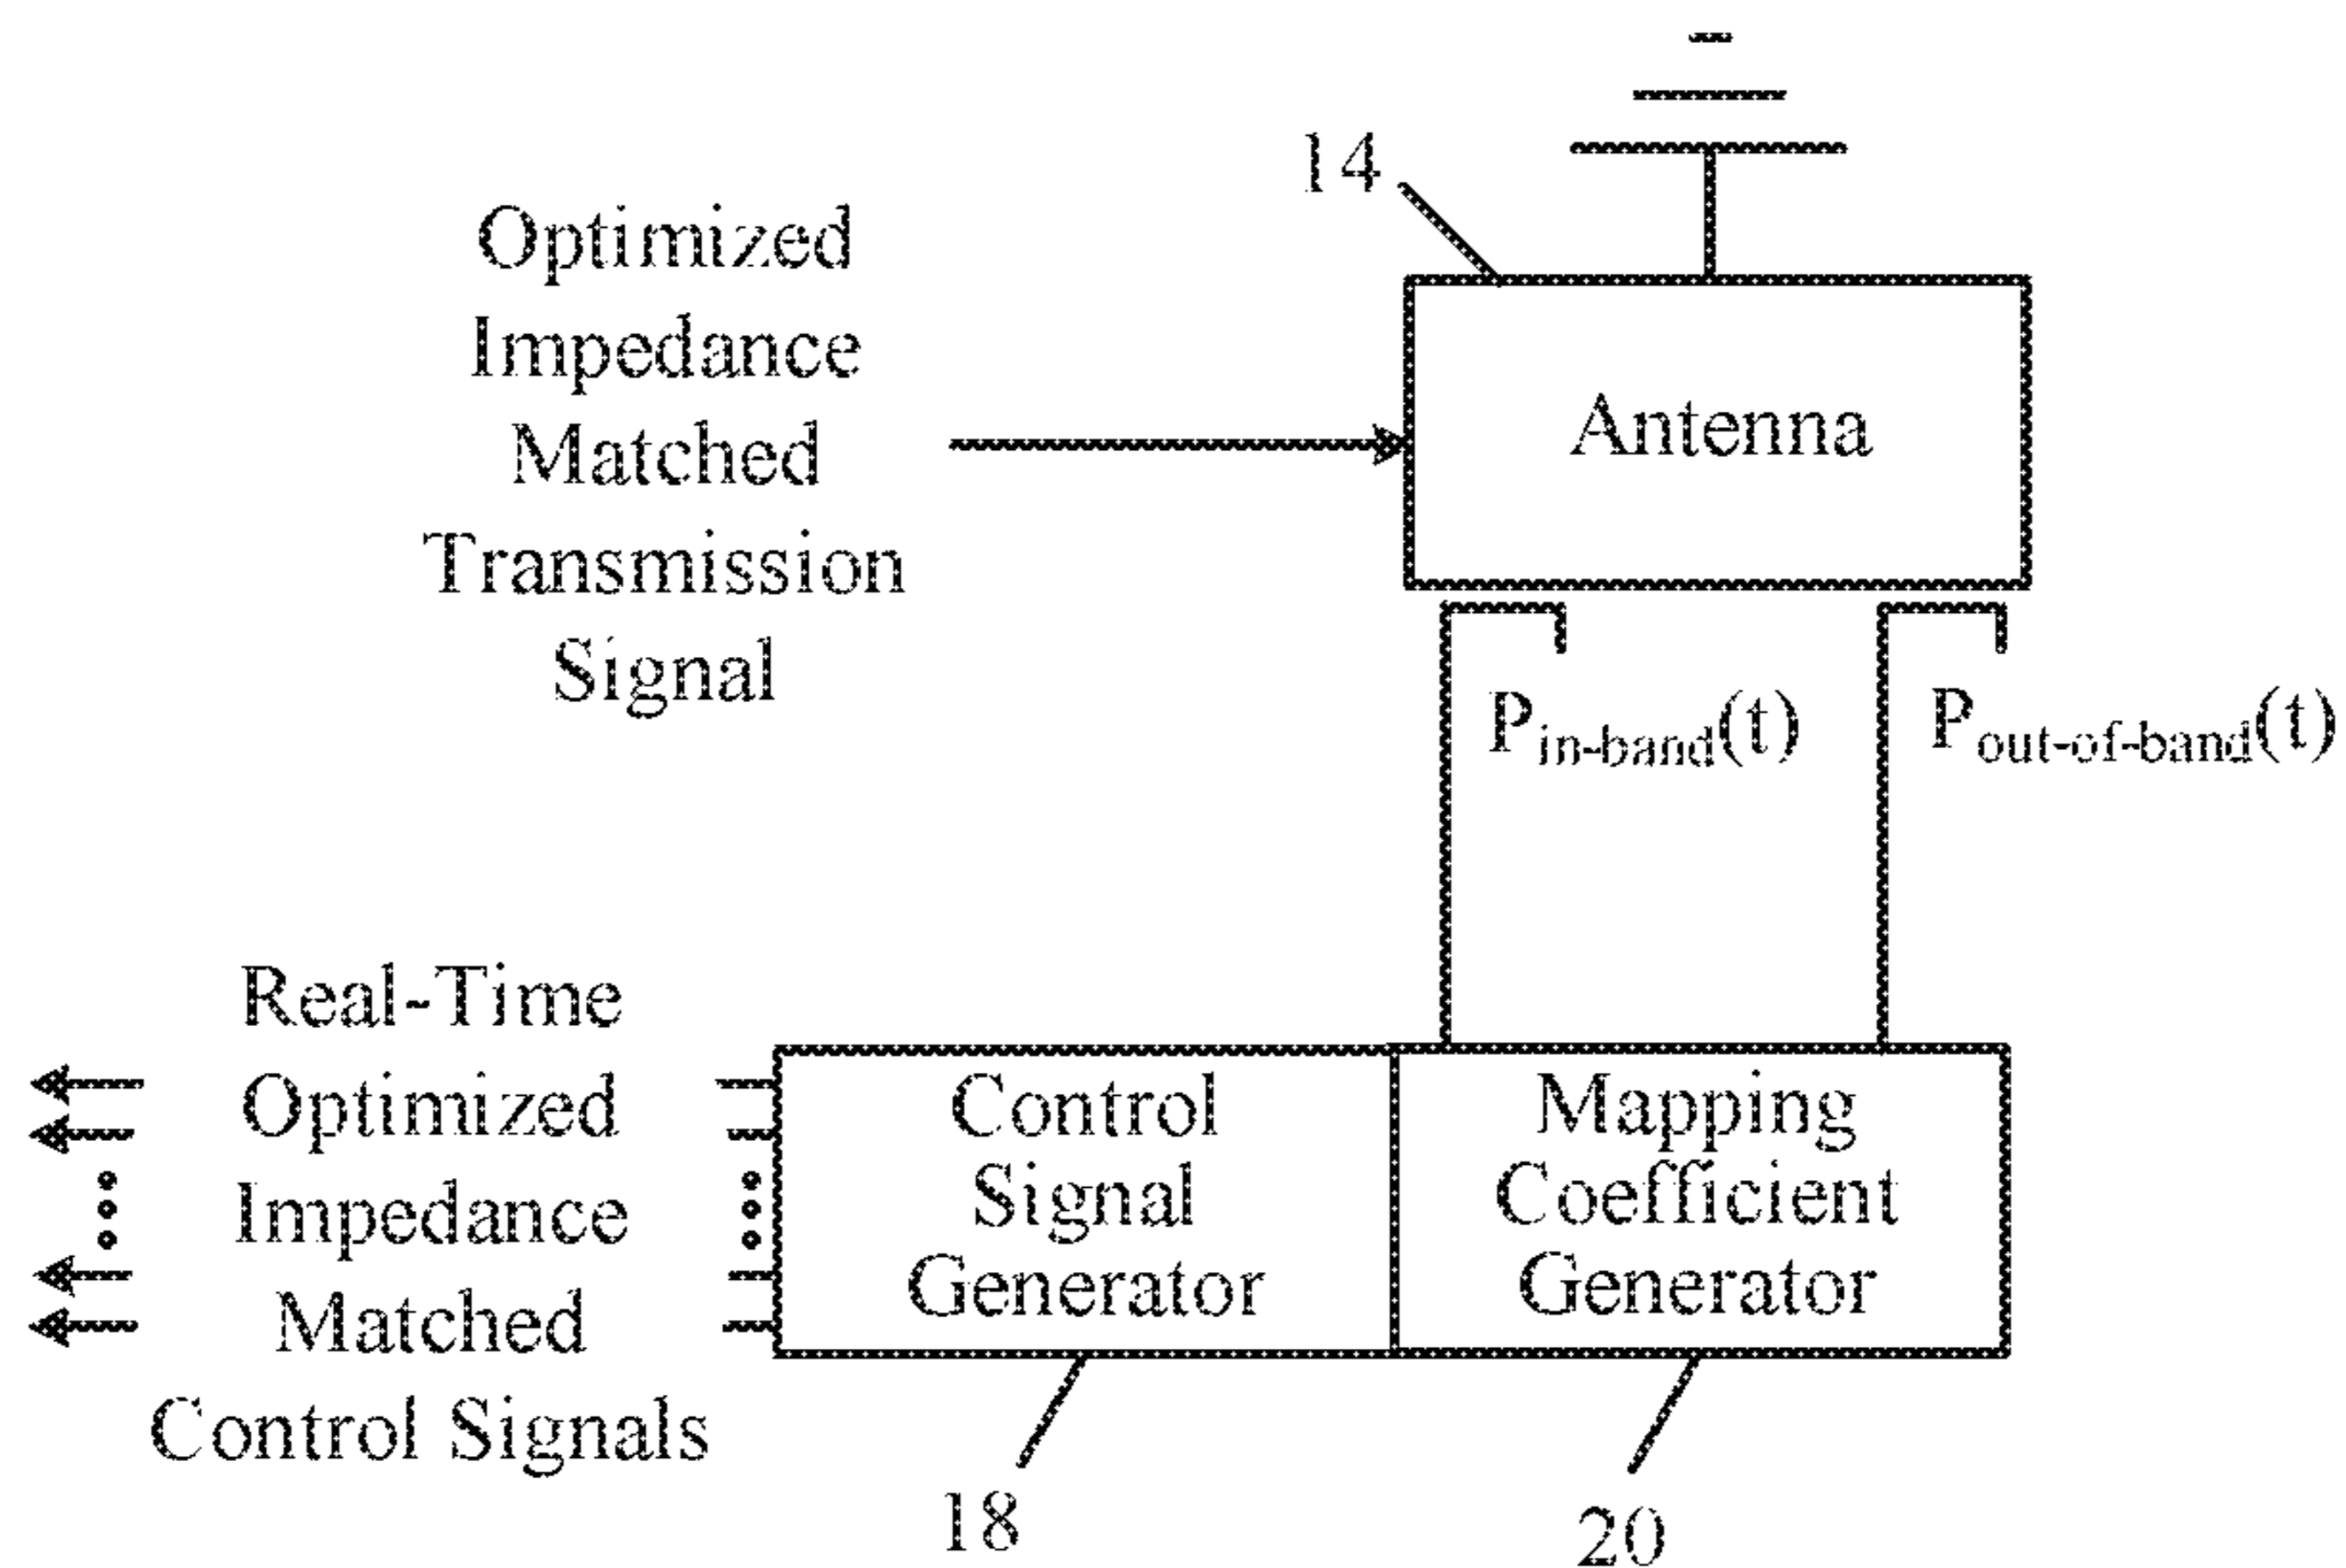 14
Optimized
Impedance
Matched
Transmission
Signal
Antenna
Pin-band(t)
Pout-of-band(t)
Real-Time
Optimized
Impedance
Matched
Control Signals
Control
Signal
Generator
Mapping
Coefficient
Generator
18
20